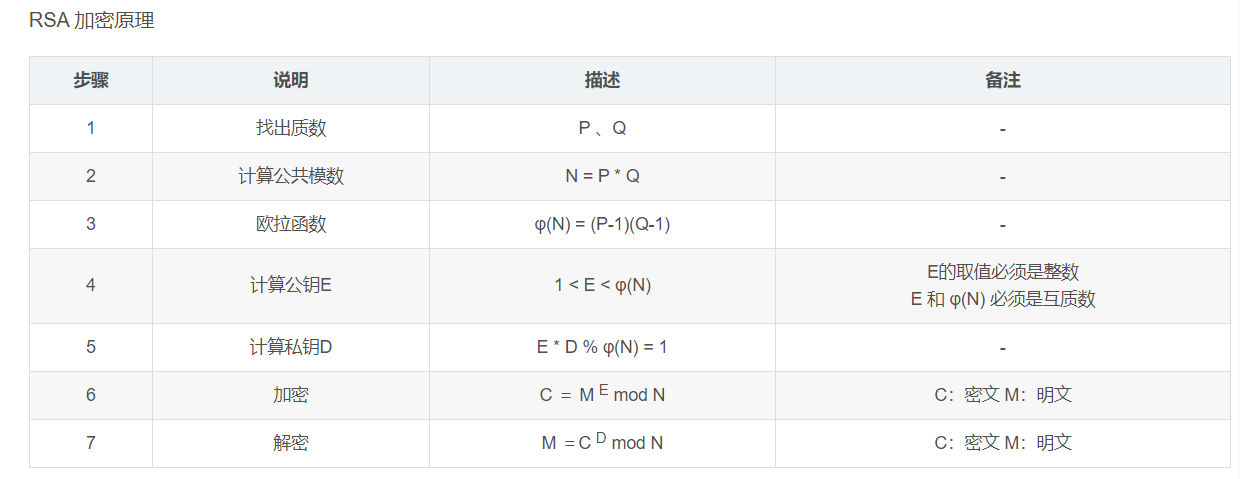 RSA 加密原理
步骤 说明 描述 备注
1 找出质数 P 、Q -
2 计算公共模数 N = P * Q -
3 欧拉函数 φ(N) = (P-1)(Q-1) -
4 计算公钥E 1 < E < φ(N) E的取值必须是整数
E 和 φ(N) 必须是互质数
5 计算私钥D E * D % φ(N) = 1 -
6 加密 C ＝ M E mod N C：密文 M：明文
7 解密 M ＝C D mod N C：密文 M：明文